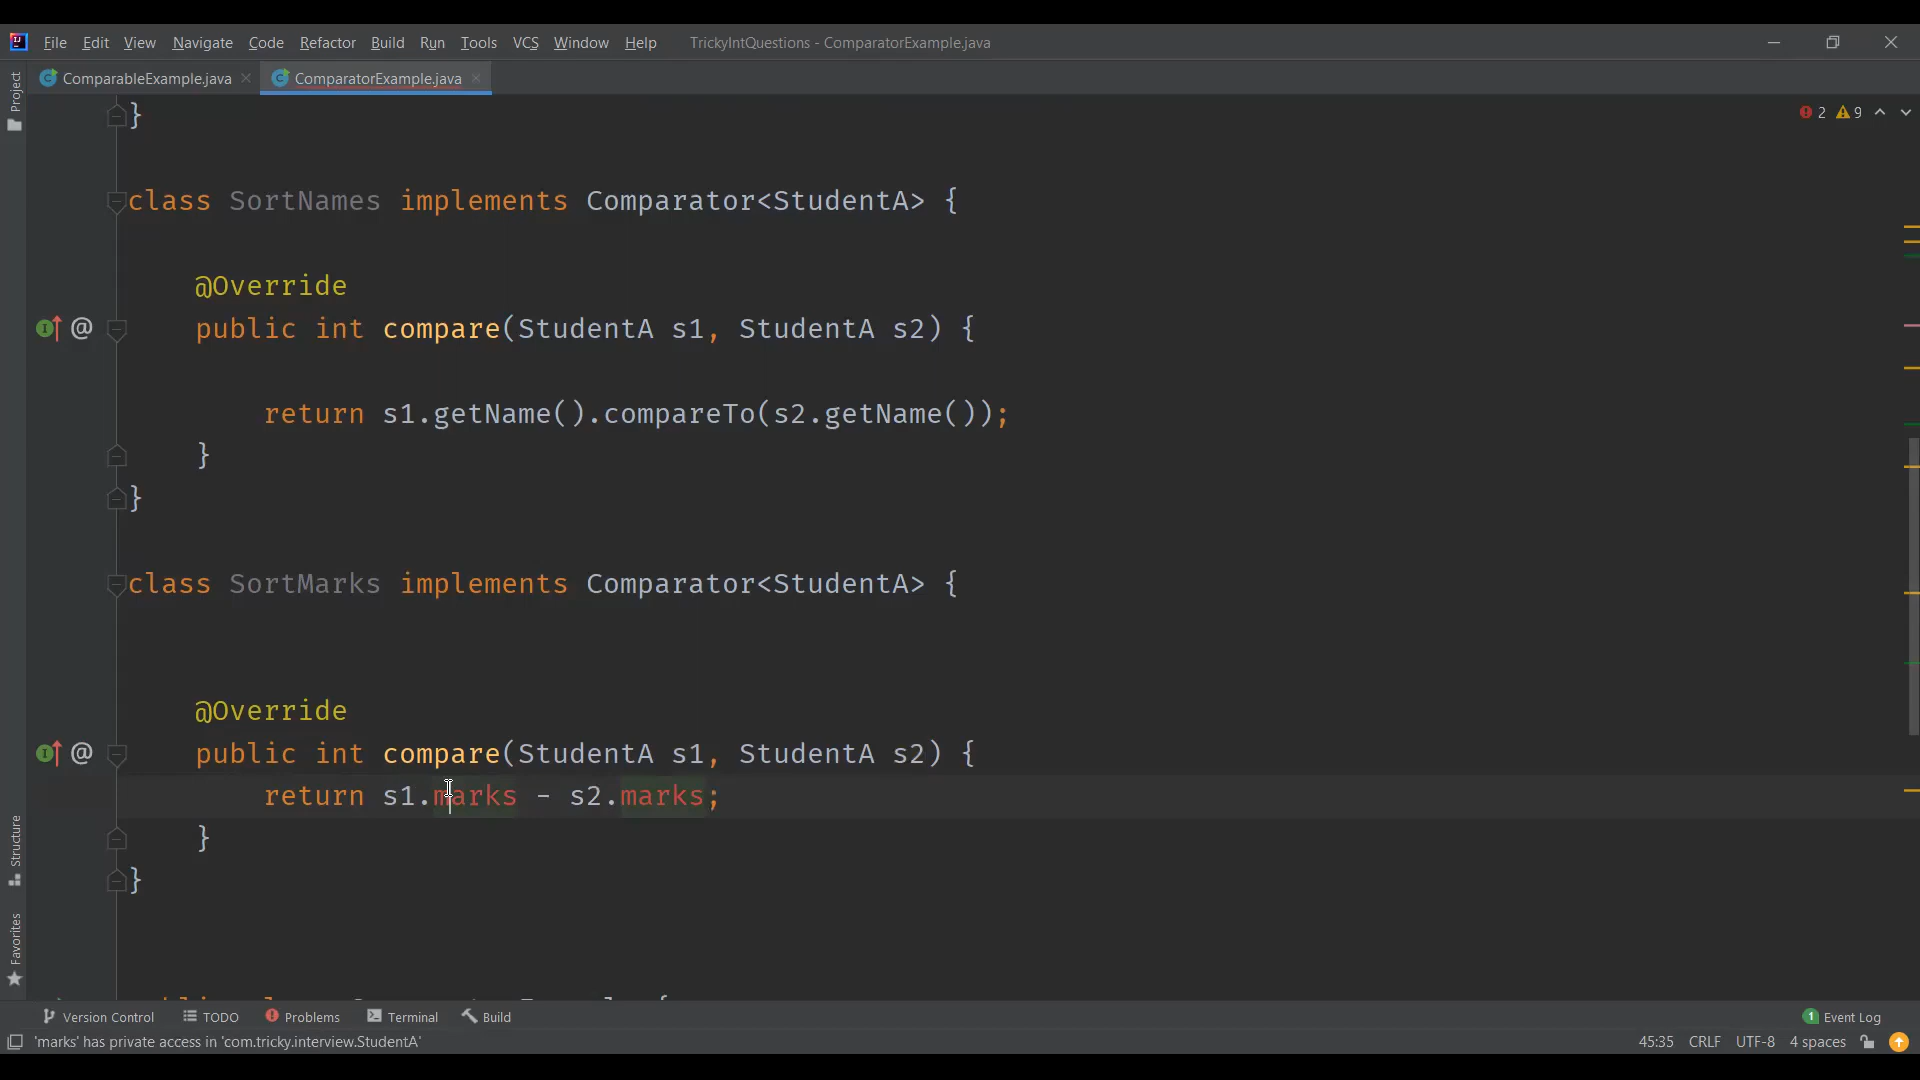 File Edit View Navigate Code Refactor Build Run Tools VCS Window Help TrickyIntQuestions - ComparatorExample.java
ComparableExample.java ComparatorExample.java
Project
2 9
}
class SortNames implements Comparator<StudentA> {
@Override
public int compare(StudentA s1, StudentA s2) {
return s1.getName().compareTo(s2.getName());
}
}
class SortMarks implements Comparator<StudentA> {
@Override
public int compare(StudentA s1, StudentA s2) {
return s1.marks - s2.marks;
}
}
Structure
Favorites
Version Control TODO Problems Terminal Build 1 Event Log
'marks' has private access in 'com.tricky.interview.StudentA' 45:35 CRLF UTF-8 4 spaces